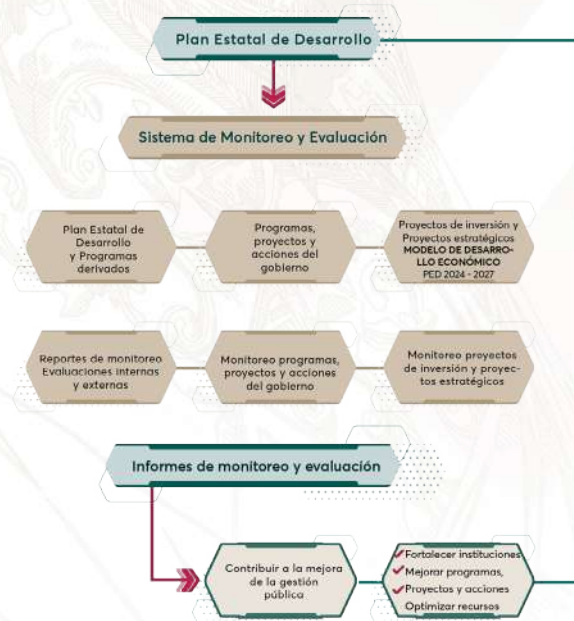 Plan Estatal de Desarrollo
Sistema de Monitoreo y Evaluación
Plan Estatal de
Desarrollo
y Programas
derivados
Programas,
proyectos y
acciones del
gobierno
Proyectos de inversión y
Proyectos estratégicos
MODELO DE DESARRO-
LLO ECONÓMICO
PED 2024 - 2027
Reportes de monitoreo
Evaluaciones internas
y externas
Monitoreo programas,
proyectos y acciones
del gobierno
Monitoreo proyectos
de inversión y proyec-
tos estratégicos
Informes de monitoreo y evaluación
Contribuir a la mejora
de la gestión
pública
Fortalecer instituciones
Mejorar programas,
Proyectos y acciones
Optimizar recursos